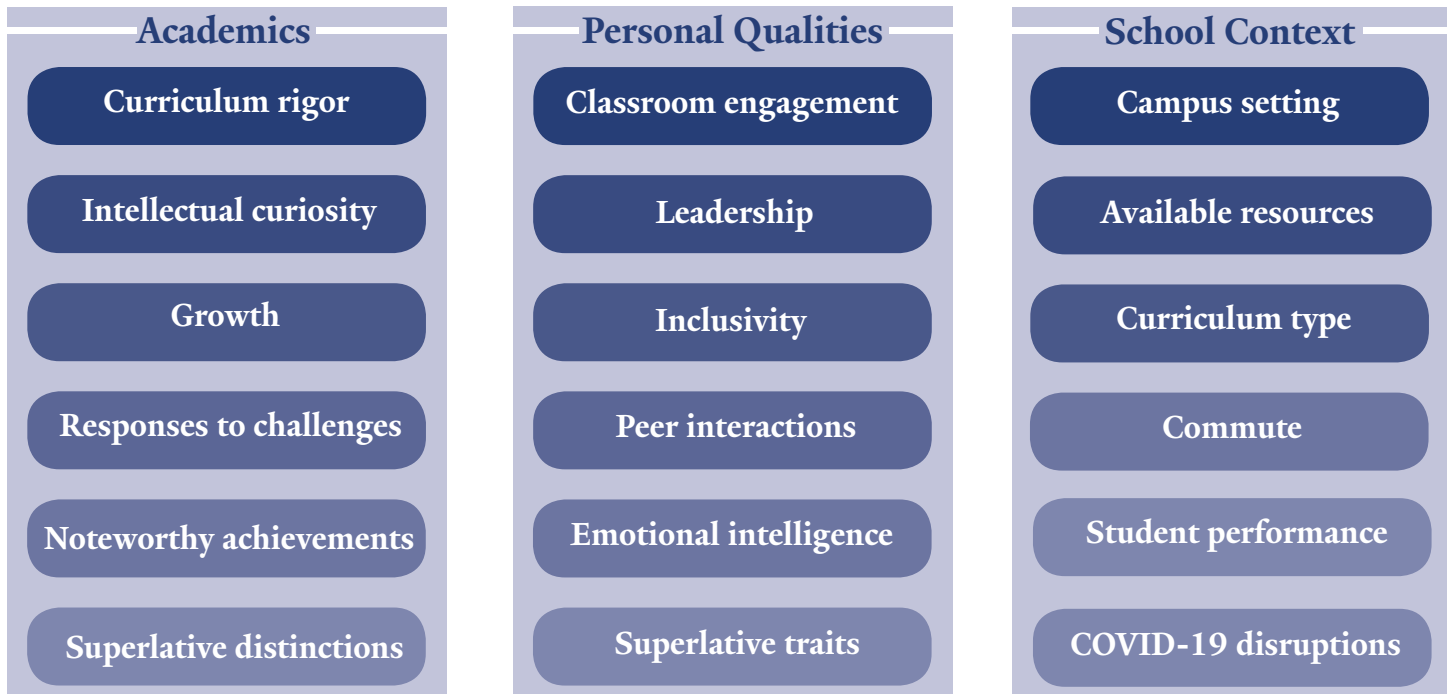 Academics
Curriculum rigor
Intellectual curiosity
Growth
Responses to challenges
Noteworthy achievements
Superlative distinctions
Personal Qualities
Classroom engagement
Leadership
Inclusivity
Peer interactions
Emotional intelligence
Superlative traits
School Context
Campus setting
Available resources
Curriculum type
Commute
Student performance
COVID-19 disruptions